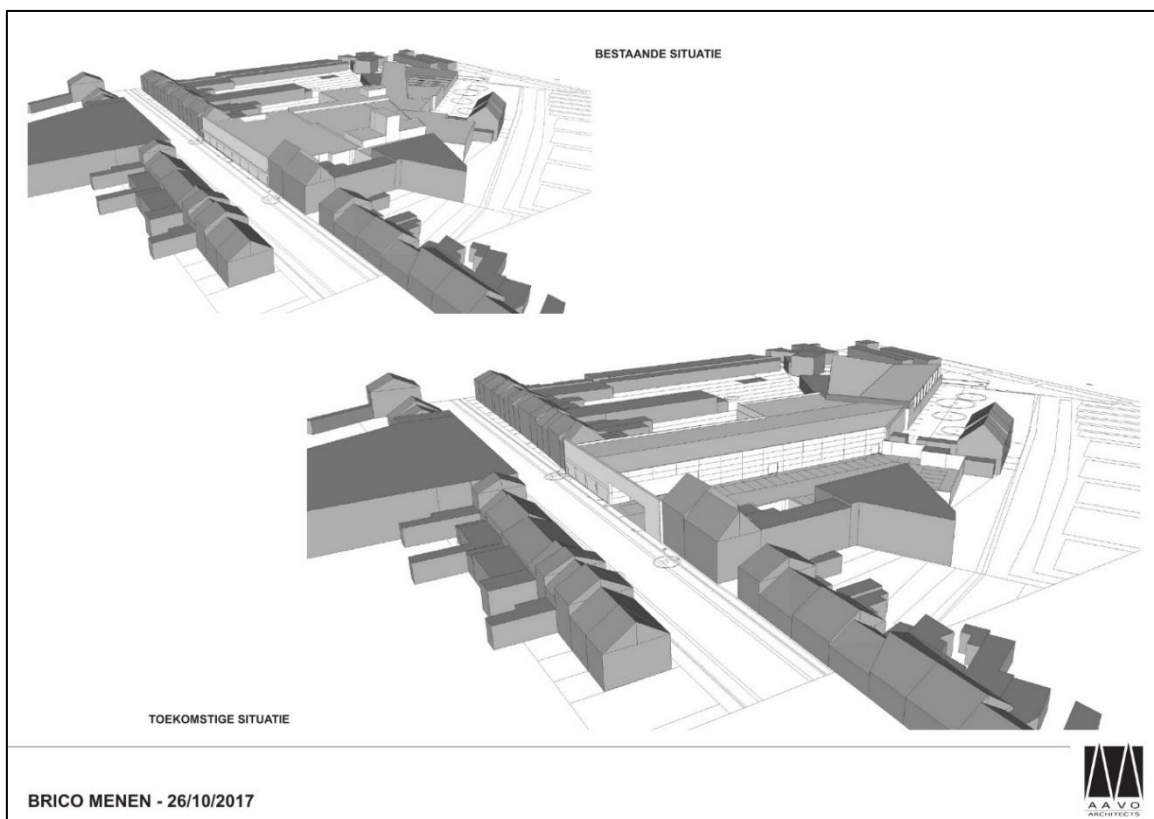 BESTAANDE SITUATIE
TOEKOMSTIGE SITUATIE
BRICO MENEN - 26/10/2017
AAVO
ARCHITECTS